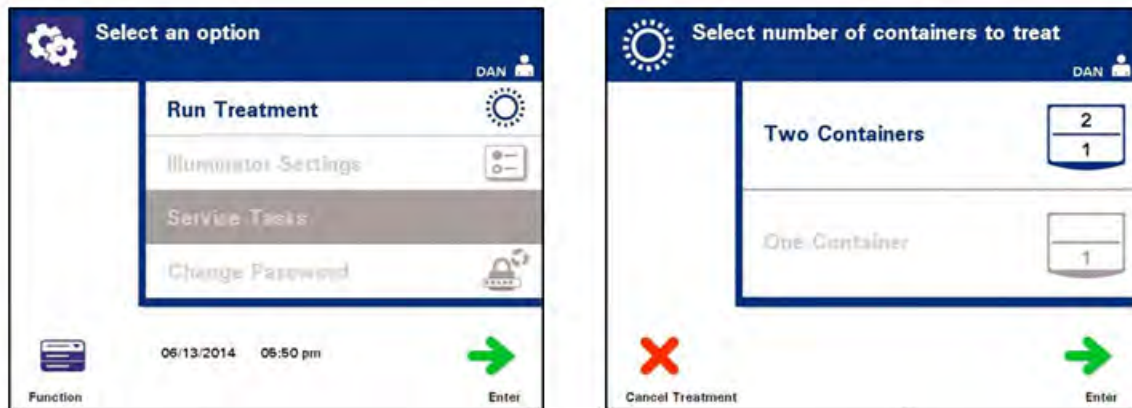 Select an option
DAN
Run Treatment
Illuminator Settings
Service Tasks
Change Password
06/13/2014 05:50 pm
Function
Enter
Select number of containers to treat
DAN
Two Containers
2
1
One Container
1
Cancel Treatment
Enter